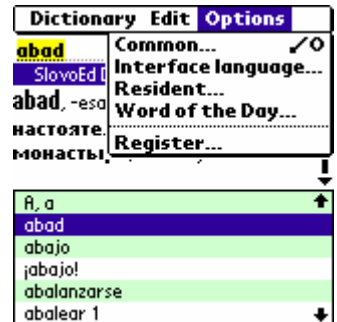 Dictionary Edit Options
abad
Common... /O
SlovoEd
Interface language...
Resident...
abad, -esa
Word of the Day...
настояте.
Register...
монасты
A, a
abad
abajo
¡abajo!
abalanzarse
abalear 1